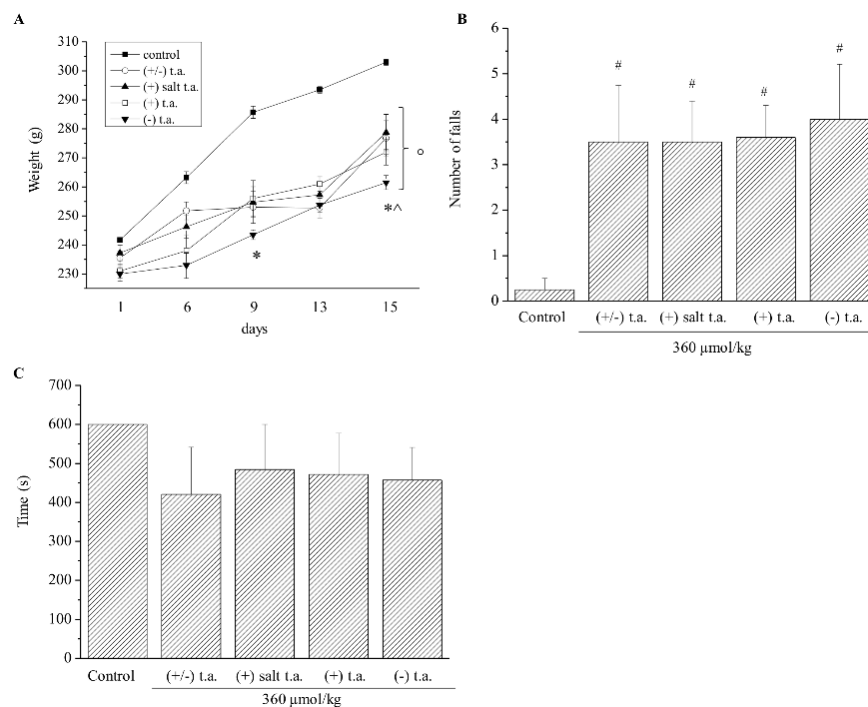 A
310
300
290
280
270
260
250
240
230
Weight (g)
control
(+/-) t.a.
(+) salt t.a.
(+) t.a.
(-) t.a.
*
*^
1 6 9 13 15
days
B
6
5
4
3
2
1
0
Number of falls
# # # #
Control (+/-) t.a. (+) salt t.a. (+) t.a. (-) t.a.
360 µmol/kg
C
700
600
500
400
300
200
100
0
Time (s)
Control (+/-) t.a. (+) salt t.a. (+) t.a. (-) t.a.
360 µmol/kg